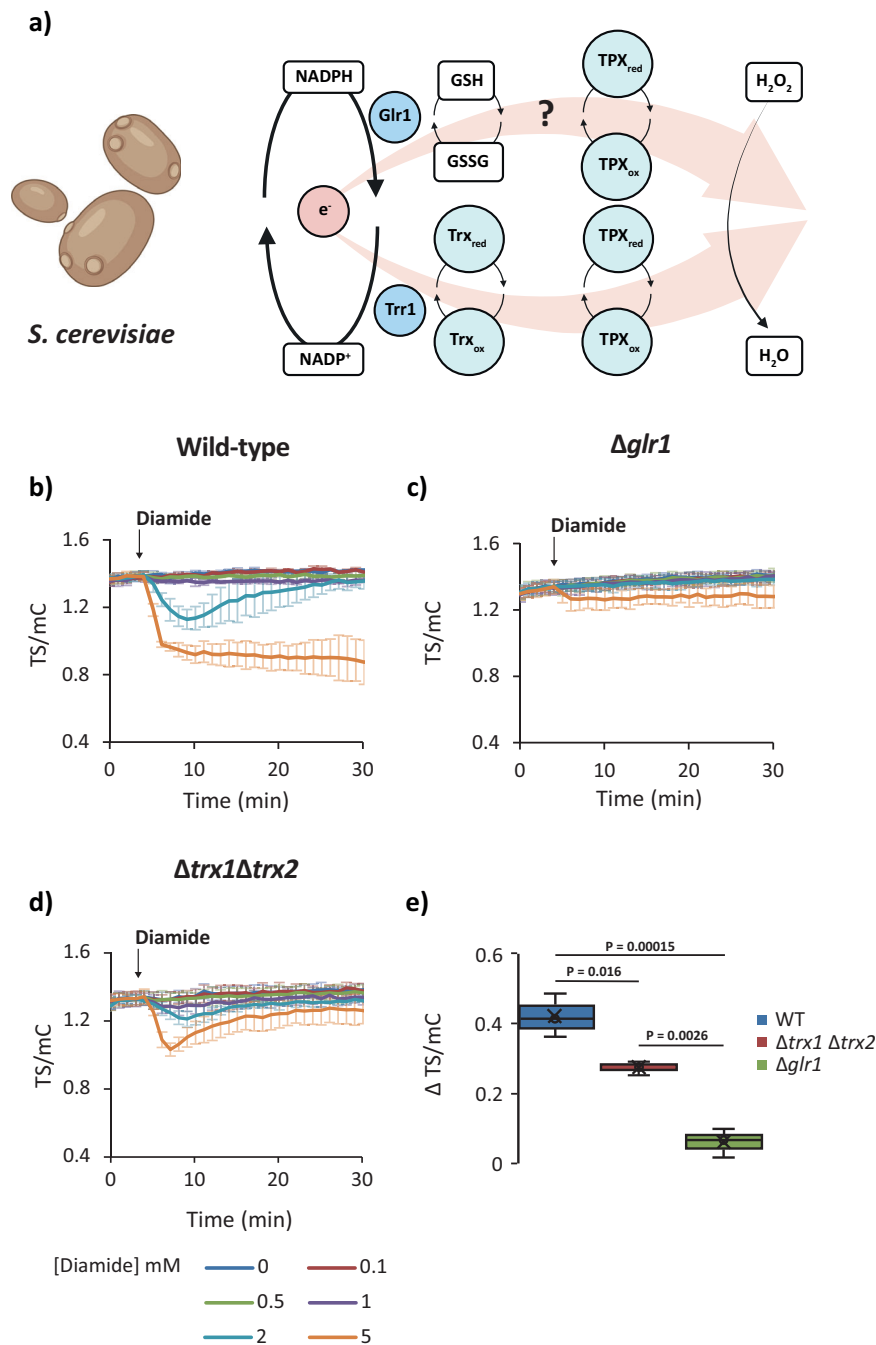 a)
NADPH
GSH
TPXred
H2O2
Glr1
?
GSSG
TPXox
e-
Trxred
TPXred
Trr1
S. cerevisiae
Trxox
TPXox
NADP+
H2O
Wild-type
Δglr1
b)
c)
Diamide
Diamide
1.6
1.2
0.8
0.4
TS/mC
0 10 20 30
Time (min)
1.6
1.2
0.8
0.4
TS/mC
0 10 20 30
Time (min)
Δtrx1Δtrx2
d)
e)
Diamide
1.6
1.2
0.8
0.4
TS/mC
0 10 20 30
Time (min)
0.6
0.4
0.2
0
Δ TS/mC
P = 0.00015
P = 0.016
P = 0.0026
WT
Δtrx1 Δtrx2
Δglr1
[Diamide] mM
0 0.1
0.5 1
2 5